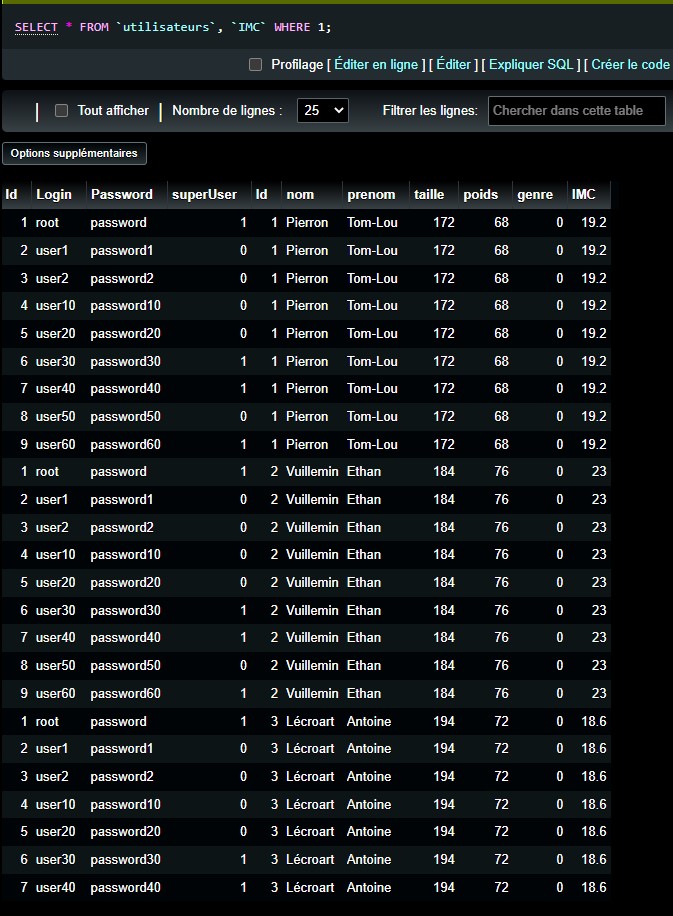 SELECT * FROM `utilisateurs`, `IMC` WHERE 1;
Profilage [ Éditer en ligne ] [ Éditer ] [ Expliquer SQL ] [ Créer le code
Tout afficher Nombre de lignes : 25 Filtrer les lignes: Chercher dans cette table
Options supplémentaires
Id Login Password superUser Id nom prenom taille poids genre IMC
1 root password 1 1 Pierron Tom-Lou 172 68 0 19.2
2 user1 password1 0 1 Pierron Tom-Lou 172 68 0 19.2
3 user2 password2 0 1 Pierron Tom-Lou 172 68 0 19.2
4 user10 password10 0 1 Pierron Tom-Lou 172 68 0 19.2
5 user20 password20 0 1 Pierron Tom-Lou 172 68 0 19.2
6 user30 password30 1 1 Pierron Tom-Lou 172 68 0 19.2
7 user40 password40 1 1 Pierron Tom-Lou 172 68 0 19.2
8 user50 password50 0 1 Pierron Tom-Lou 172 68 0 19.2
9 user60 password60 1 1 Pierron Tom-Lou 172 68 0 19.2
1 root password 1 2 Vuillemin Ethan 184 76 0 23
2 user1 password1 0 2 Vuillemin Ethan 184 76 0 23
3 user2 password2 0 2 Vuillemin Ethan 184 76 0 23
4 user10 password10 0 2 Vuillemin Ethan 184 76 0 23
5 user20 password20 0 2 Vuillemin Ethan 184 76 0 23
6 user30 password30 1 2 Vuillemin Ethan 184 76 0 23
7 user40 password40 1 2 Vuillemin Ethan 184 76 0 23
8 user50 password50 0 2 Vuillemin Ethan 184 76 0 23
9 user60 password60 1 2 Vuillemin Ethan 184 76 0 23
1 root password 1 3 Lécroart Antoine 194 72 0 18.6
2 user1 password1 0 3 Lécroart Antoine 194 72 0 18.6
3 user2 password2 0 3 Lécroart Antoine 194 72 0 18.6
4 user10 password10 0 3 Lécroart Antoine 194 72 0 18.6
5 user20 password20 0 3 Lécroart Antoine 194 72 0 18.6
6 user30 password30 1 3 Lécroart Antoine 194 72 0 18.6
7 user40 password40 1 3 Lécroart Antoine 194 72 0 18.6